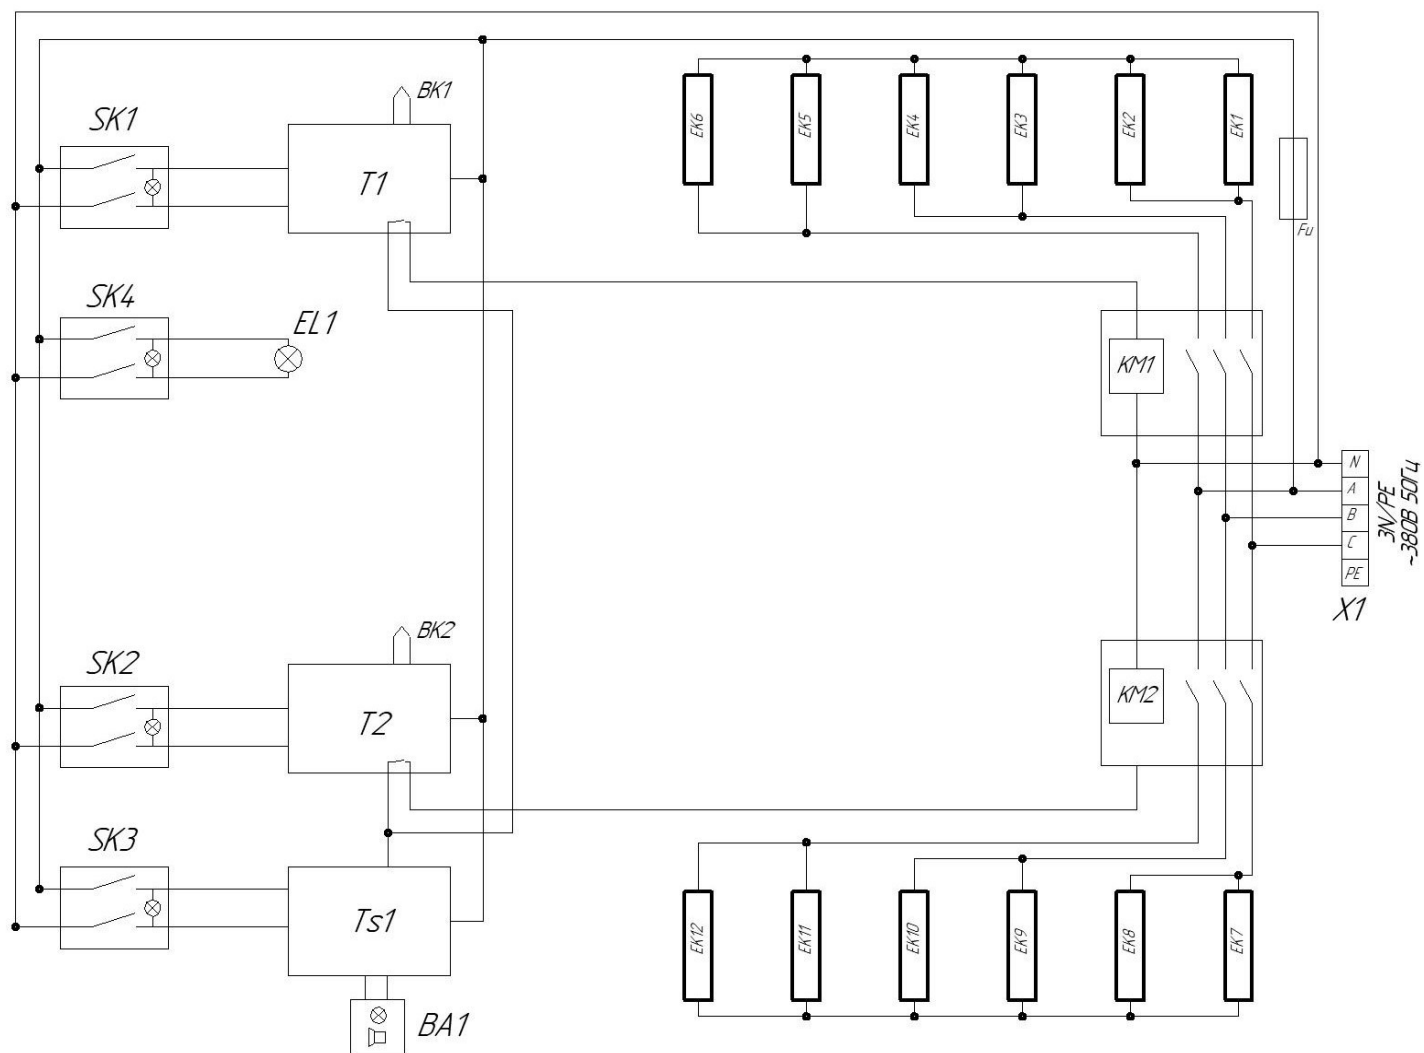 BK1
SK1
T1
EK6
EK5
EK4
EK3
EK2
EK1
Fu
SK4
EL1
KM1
N
A
B
C
PE
3N/PE
~380В 50Гц
X1
BK2
SK2
T2
KM2
SK3
Ts1
EK12
EK11
EK10
EK9
EK8
EK7
BA1